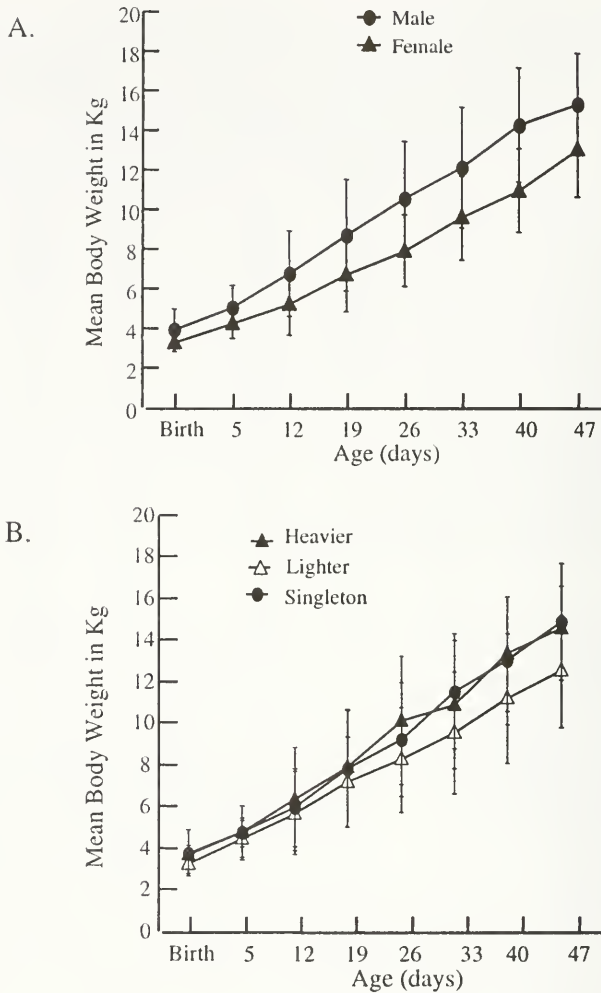 A.
Male
Female
Mean Body Weight in Kg
20
18
16
14
12
10
8
6
4
2
0
Birth 5 12 19 26 33 40 47
Age (days)
B.
Heavier
Lighter
Singleton
Mean Body Weight in Kg
20
18
16
14
12
10
8
6
4
2
0
Birth 5 12 19 26 33 40 47
Age (days)